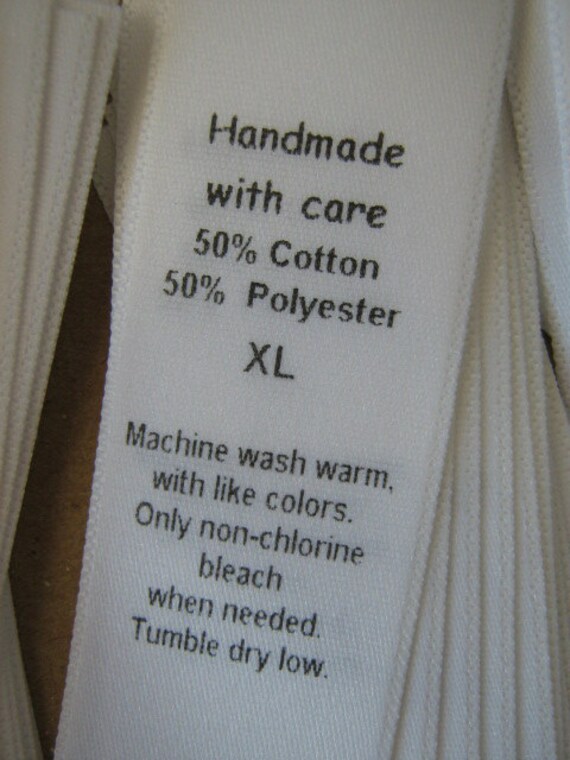 Handmade
with care
50% Cotton
50% Polyester
XL
Machine wash warm,
with like colors.
Only non-chlorine
bleach
when needed.
Tumble dry low.